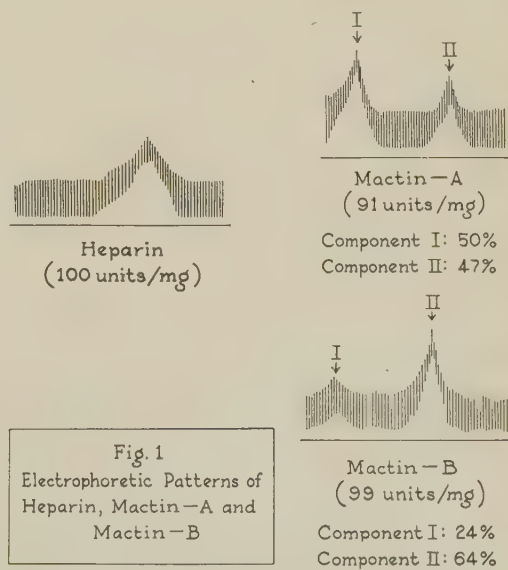 I
II
Mactin-A
(91 units/mg)
Component I: 50%
Component II: 47%
Heparin
(100 units/mg)
I
II
Mactin-B
(99 units/mg)
Component I: 24%
Component II: 64%
Fig. 1
Electrophoretic Patterns of
Heparin, Mactin-A and
Mactin-B